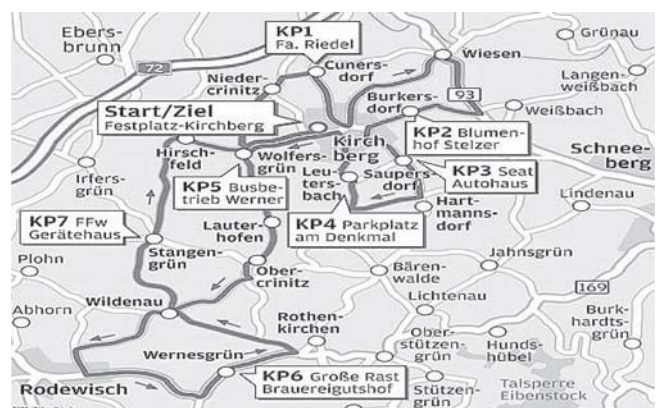 Ebers-
brunn
KP1
Fa. Riedel
Grünau
Wiesen
72
Cuners-
dorf
Langen-
weißbach
Nieder-
crinitz
93
Burkers-
dorf
Weißbach
Start/Ziel
Festplatz-Kirchberg
KP2 Blumen-
hof Stelzer
Kirch
berg
Schnee-
berg
Hirsch-
feld
Wolfers-
grün
KP3 Seat
Autohaus
Irfers-
grün
KP5 Busbe-
trieb Werner
Leu-
ters-
bach
Saupers-
dorf
Lindenau
Hart-
manns-
dorf
KP7 FFw
Gerätehaus
Lauter-
hofen
KP4 Parkplatz
am Denkmal
Stangen-
grün
Plohn
Ober-
crinitz
Bären-
walde
Jahnsgrün
169
Wildenau
Lichtenau
Abhorn
Rothen-
kirchen
Burk-
hardts-
grün
Ober-
stützen-
grün
Hunds-
hübel
Wernesgrün
Rodewisch
KP6 Große Rast
Brauereigutshof
Stützen-
grün
Talsperre
Eibenstock